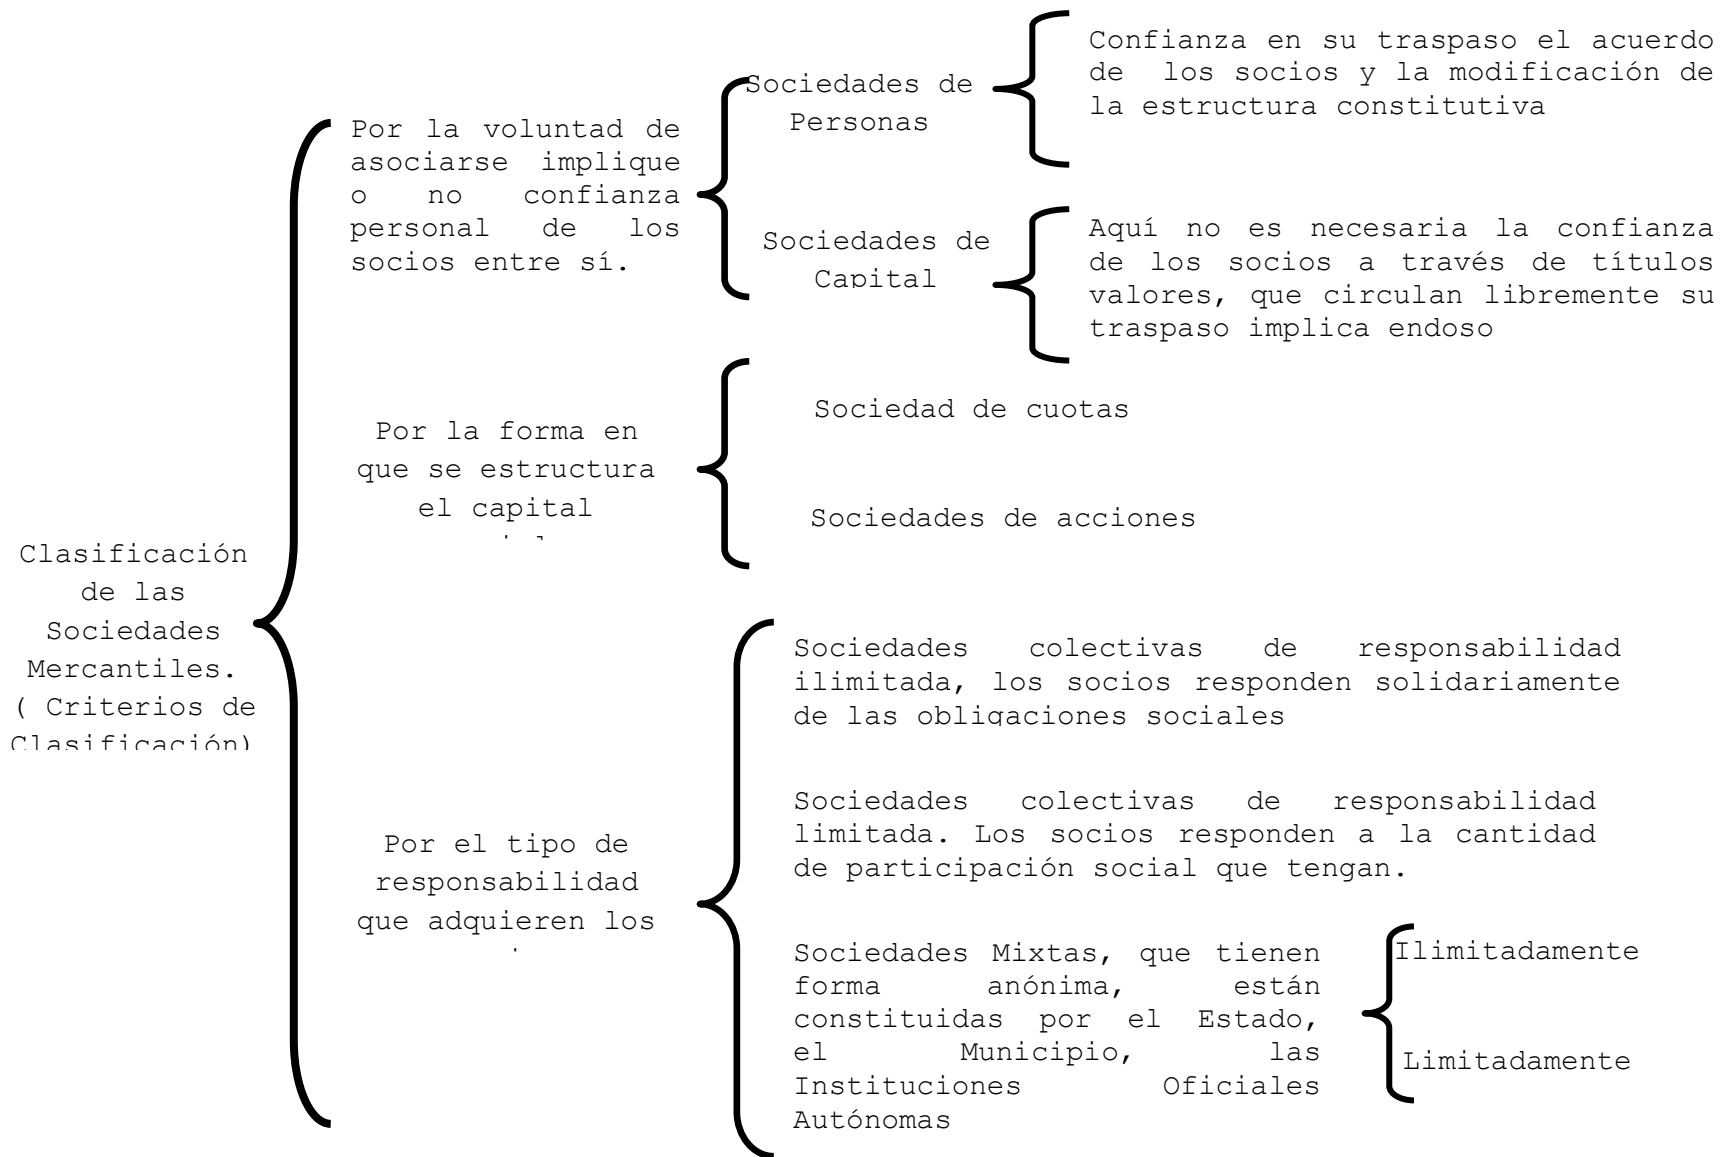 Clasificación
de las
Sociedades
Mercantiles.
( Criterios de
Clasificación)
Por la voluntad de
asociarse implique
o no confianza
personal de los
socios entre sí.
Sociedades de
Personas
Confianza en su traspaso el acuerdo
de los socios y la modificación de
la estructura constitutiva
Sociedades de
Capital
Aquí no es necesaria la confianza
de los socios a través de títulos
valores, que circulan libremente su
traspaso implica endoso
Por la forma en
que se estructura
el capital
Sociedad de cuotas
Sociedades de acciones
Por el tipo de
responsabilidad
que adquieren los
Sociedades colectivas de responsabilidad
ilimitada, los socios responden solidariamente
de las obligaciones sociales
Sociedades colectivas de responsabilidad
limitada. Los socios responden a la cantidad
de participación social que tengan.
Sociedades Mixtas, que tienen
forma anónima, están
constituidas por el Estado,
el Municipio, las
Instituciones Oficiales
Autónomas
Ilimitadamente
Limitadamente